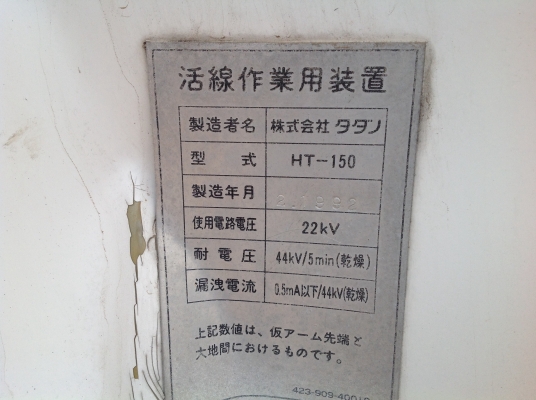 活線作業用装置
製造者名 株式会社 タダノ
型式 HT-150
製造年月
使用電路電圧 22kV
耐電圧 44kV/5min(乾燥)
漏洩電流 0.5mA以下/44kV(乾燥)
上記数値は、仮アーム先端と
大地間におけるものです。